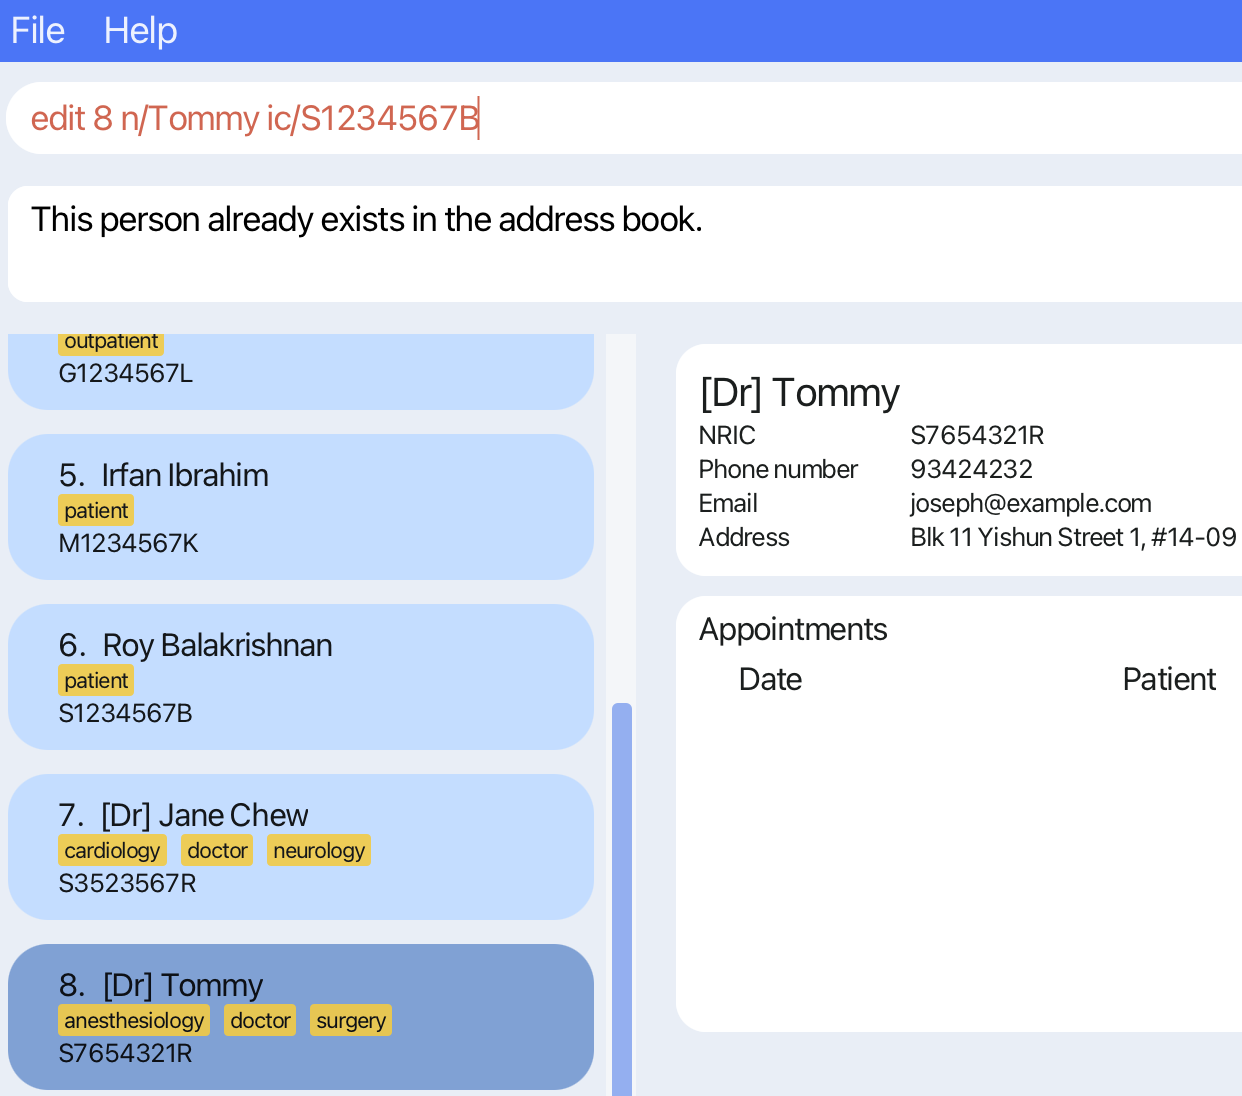 File Help
edit 8 n/Tommy ic/S1234567B
This person already exists in the address book.
outpatient
G1234567L
5. Irfan Ibrahim
patient
M1234567K
6. Roy Balakrishnan
patient
S1234567B
7. [Dr] Jane Chew
cardiology doctor neurology
S3523567R
8. [Dr] Tommy
anesthesiology doctor surgery
S7654321R
[Dr] Tommy
NRIC S7654321R
Phone number 93424232
Email joseph@example.com
Address Blk 11 Yishun Street 1, #14-09
Appointments
Date Patient